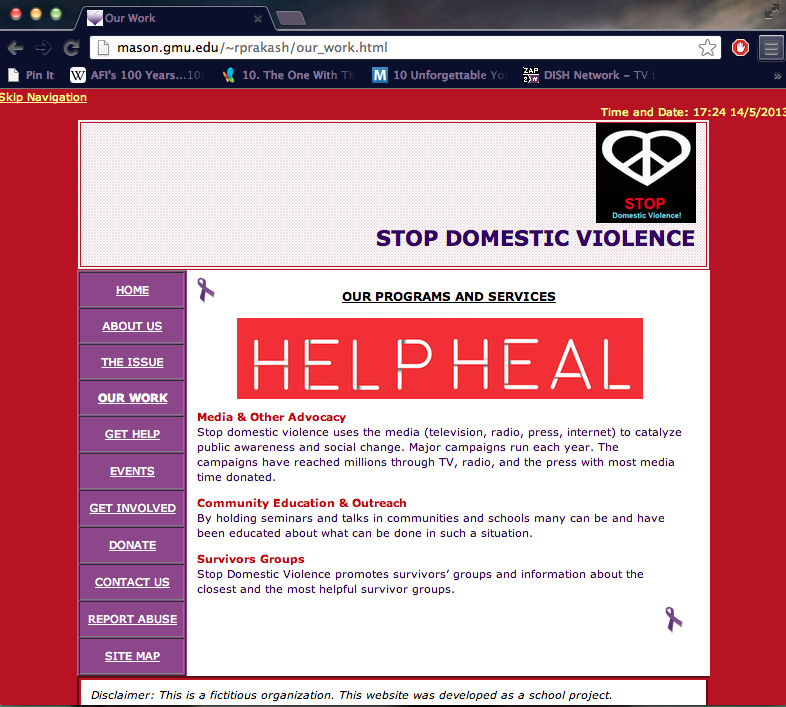 Our Work
mason.gmu.edu/~rprakash/our_work.html
Pin It
W AFI's 100 Years...100
10. The One With Th
M 10 Unforgettable Yo
ZAP 2it DISH Network – TV L
»
Skip Navigation
Time and Date: 17:24 14/5/2013
STOP
Domestic Violence!
STOP DOMESTIC VIOLENCE
HOME
ABOUT US
THE ISSUE
OUR WORK
GET HELP
EVENTS
GET INVOLVED
DONATE
CONTACT US
REPORT ABUSE
SITE MAP
OUR PROGRAMS AND SERVICES
HELP HEAL
Media & Other Advocacy
Stop domestic violence uses the media (television, radio, press, internet) to catalyze
public awareness and social change. Major campaigns run each year. The
campaigns have reached millions through TV, radio, and the press with most media
time donated.
Community Education & Outreach
By holding seminars and talks in communities and schools many can be and have
been educated about what can be done in such a situation.
Survivors Groups
Stop Domestic Violence promotes survivors’ groups and information about the
closest and the most helpful survivor groups.
Disclaimer: This is a fictitious organization. This website was developed as a school project.